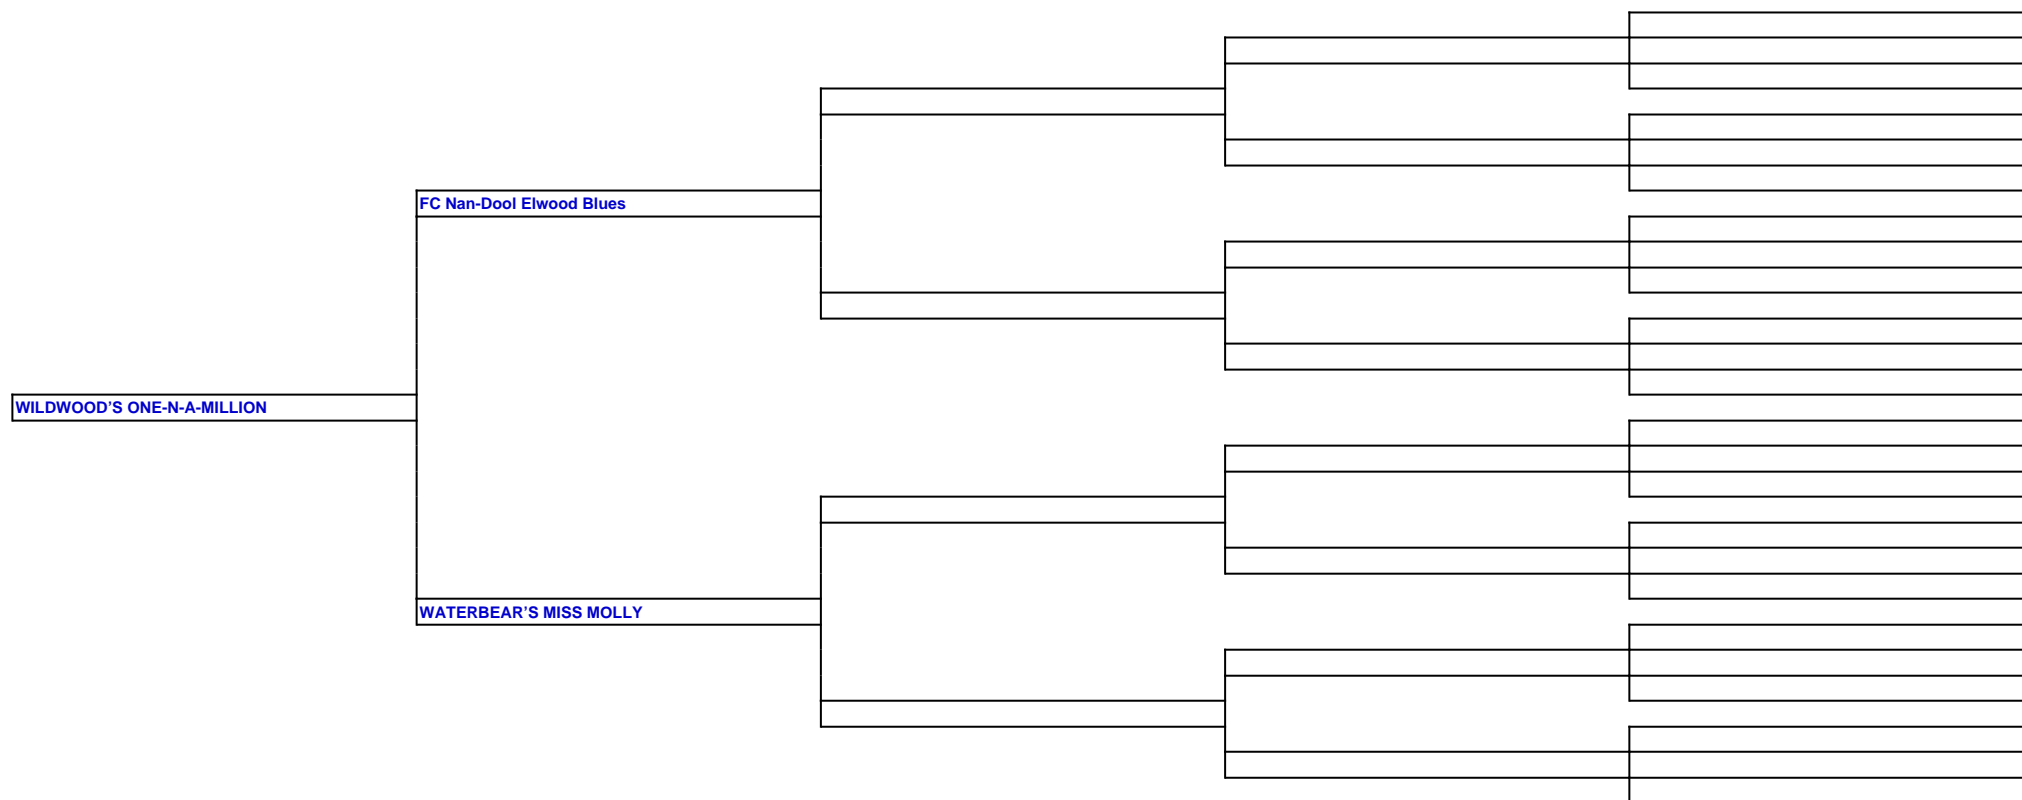 FC Nan-Dool Elwood Blues
WILDWOOD’S ONE-N-A-MILLION
WATERBEAR’S MISS MOLLY